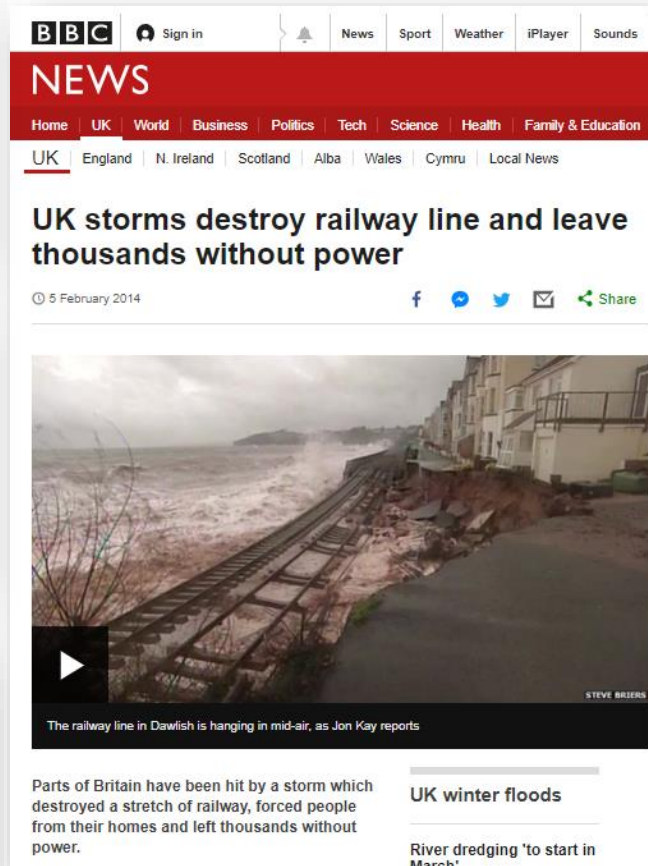 BBC Sign in News Sport Weather iPlayer Sounds
NEWS
Home UK World Business Politics Tech Science Health Family & Education
UK England N. Ireland Scotland Alba Wales Cymru Local News
UK storms destroy railway line and leave
thousands without power
5 February 2014
Share
STEVE BRIERS
The railway line in Dawlish is hanging in mid-air, as Jon Kay reports
Parts of Britain have been hit by a storm which
destroyed a stretch of railway, forced people
from their homes and left thousands without
power.
UK winter floods
River dredging 'to start in
March'